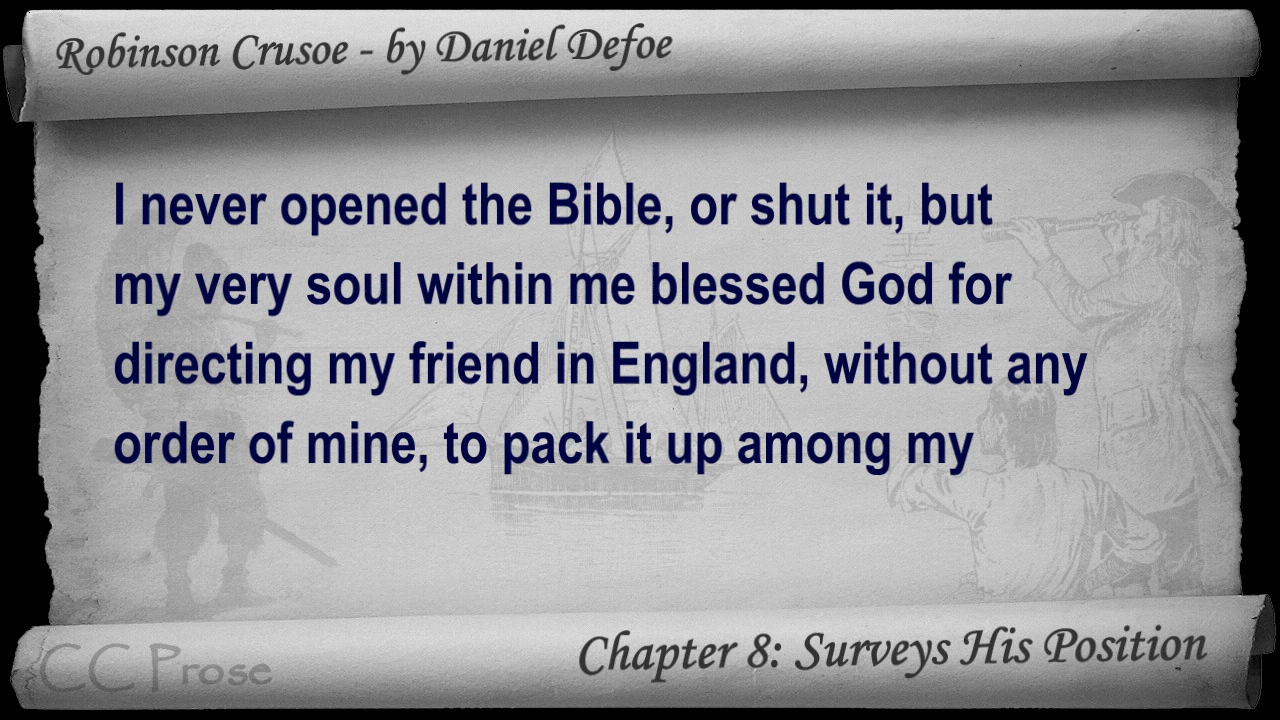 Robinson Crusoe - by Daniel Defoe
I never opened the Bible, or shut it, but
my very soul within me blessed God for
directing my friend in England, without any
order of mine, to pack it up among my
Chapter 8: Surveys His Position
CC Prose